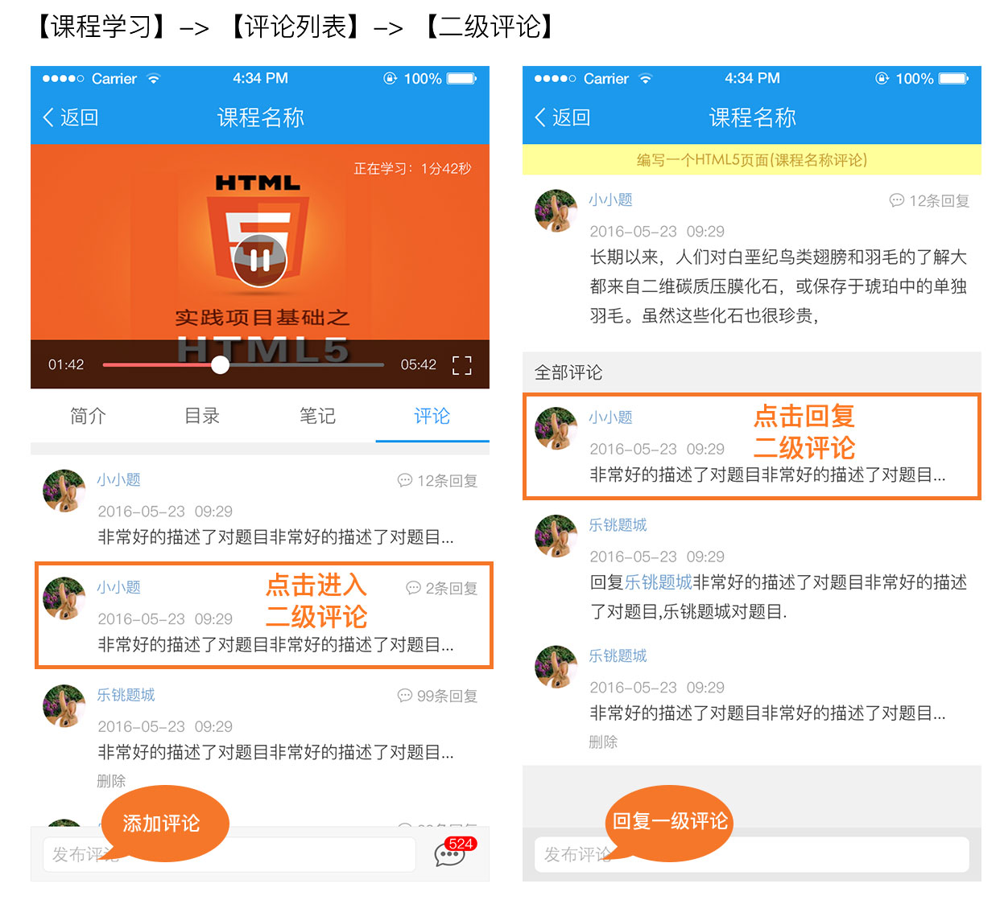 【课程学习】–> 【评论列表】–> 【二级评论】
Carrier 4:34 PM 100%
返回 课程名称
正在学习：1分42秒
HTML
5
实践项目基础之
HTML5
01:42 05:42
简介 目录 笔记 评论
小小题 12条回复
2016-05-23 09:29
非常好的描述了对题目非常好的描述了对题目...
小小题 2条回复
2016-05-23 09:29
非常好的描述了对题目非常好的描述了对题目...
点击进入
二级评论
乐铫题城 99条回复
2016-05-23 09:29
非常好的描述了对题目非常好的描述了对题目...
删除
添加评论
发布评论
524
Carrier 4:34 PM 100%
返回 课程名称
编写一个HTML5页面(课程名称评论)
小小题 12条回复
2016-05-23 09:29
长期以来，人们对白垩纪鸟类翅膀和羽毛的了解大
都来自二维碳质压膜化石，或保存于琥珀中的单独
羽毛。虽然这些化石也很珍贵，
全部评论
小小题
2016-05-23 09:29
非常好的描述了对题目非常好的描述了对题目...
点击回复
二级评论
乐铫题城
2016-05-23 09:29
回复乐铫题城非常好的描述了对题目非常好的描述
了对题目,乐铫题城对题目.
乐铫题城
2016-05-23 09:29
非常好的描述了对题目非常好的描述了对题目...
删除
回复一级评论
发布评论